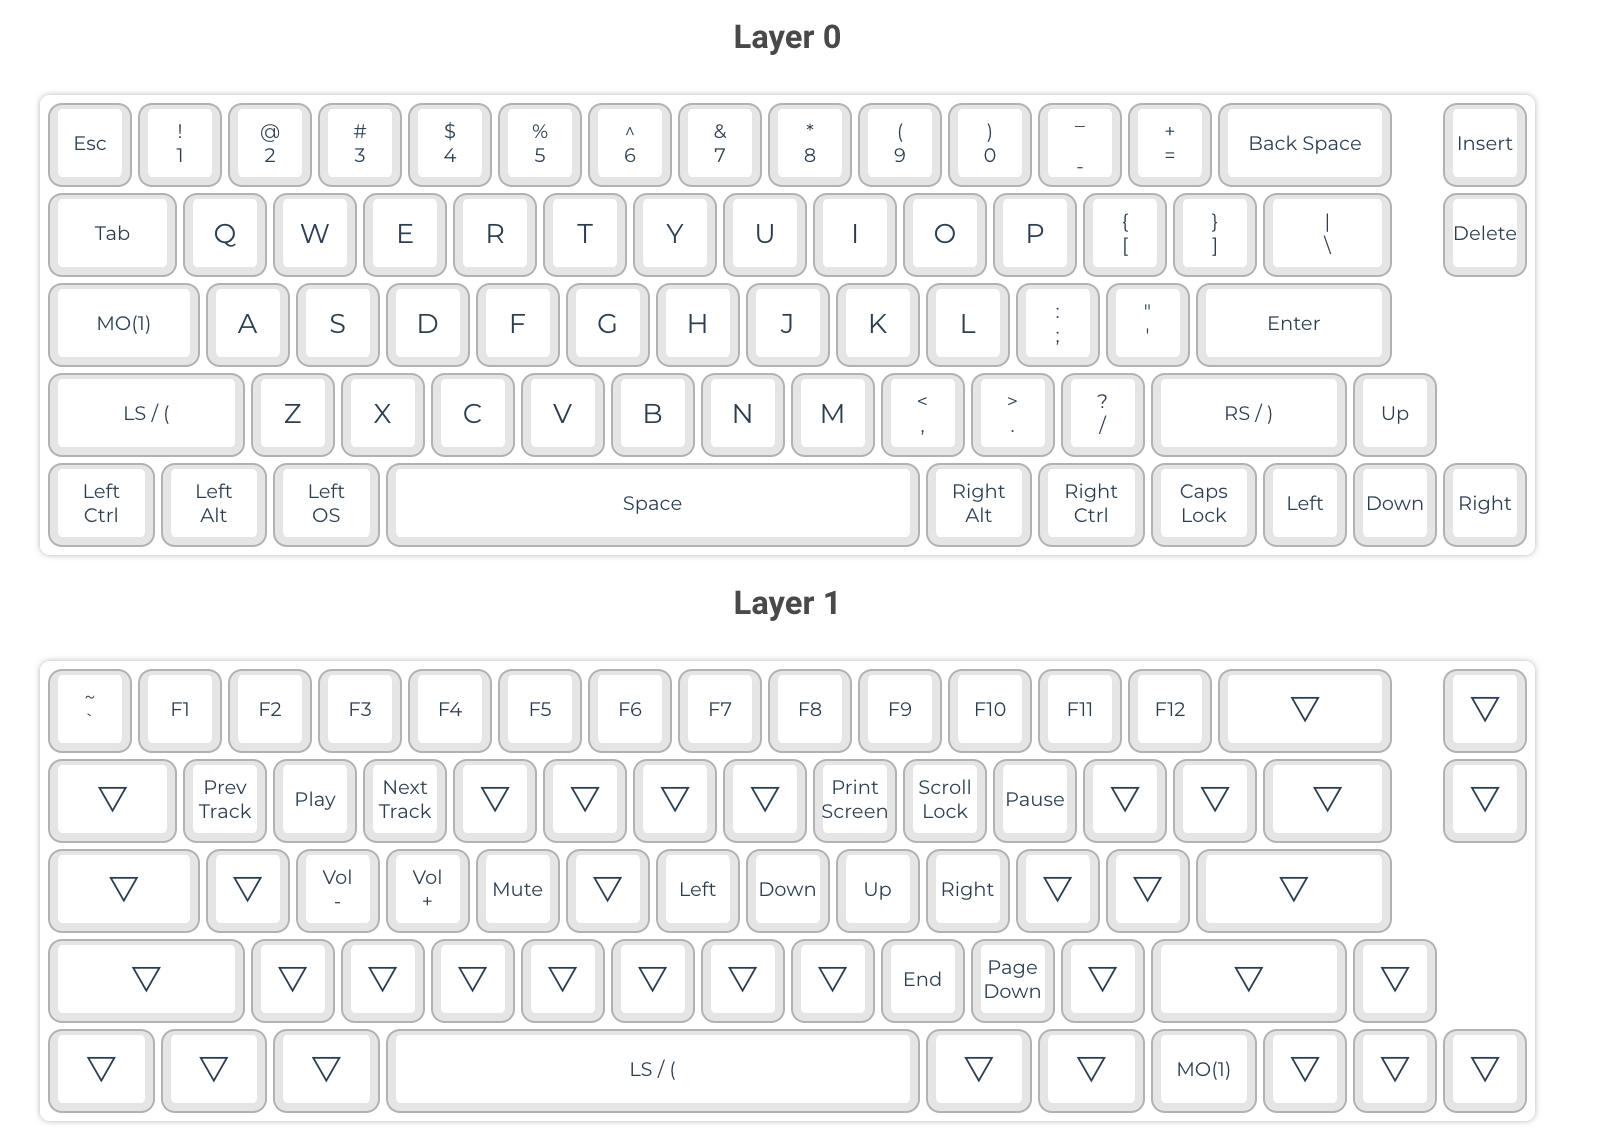 Layer 0
Esc ! @ # $ % ^ & * ( ) _ + Back Space Insert
1 2 3 4 5 6 7 8 9 0 - =
Tab Q W E R T Y U I O P { } | Delete
[ ] \
MO(1) A S D F G H J K L : " Enter
; '
LS / ( Z X C V B N M < > ? RS / ) Up
, . /
Left Left Left Space Right Right Caps Left Down Right
Ctrl Alt OS Alt Ctrl Lock
Layer 1
~ F1 F2 F3 F4 F5 F6 F7 F8 F9 F10 F11 F12 ▽ ▽
`
▽ Prev Play Next ▽ ▽ ▽ ▽ Print Scroll Pause ▽ ▽ ▽ ▽
Track Track Screen Lock
▽ ▽ Vol Vol Mute ▽ Left Down Up Right ▽ ▽ ▽
- +
▽ ▽ ▽ ▽ ▽ ▽ ▽ ▽ End Page ▽ ▽ ▽
Down
▽ ▽ ▽ LS / ( ▽ ▽ MO(1) ▽ ▽ ▽